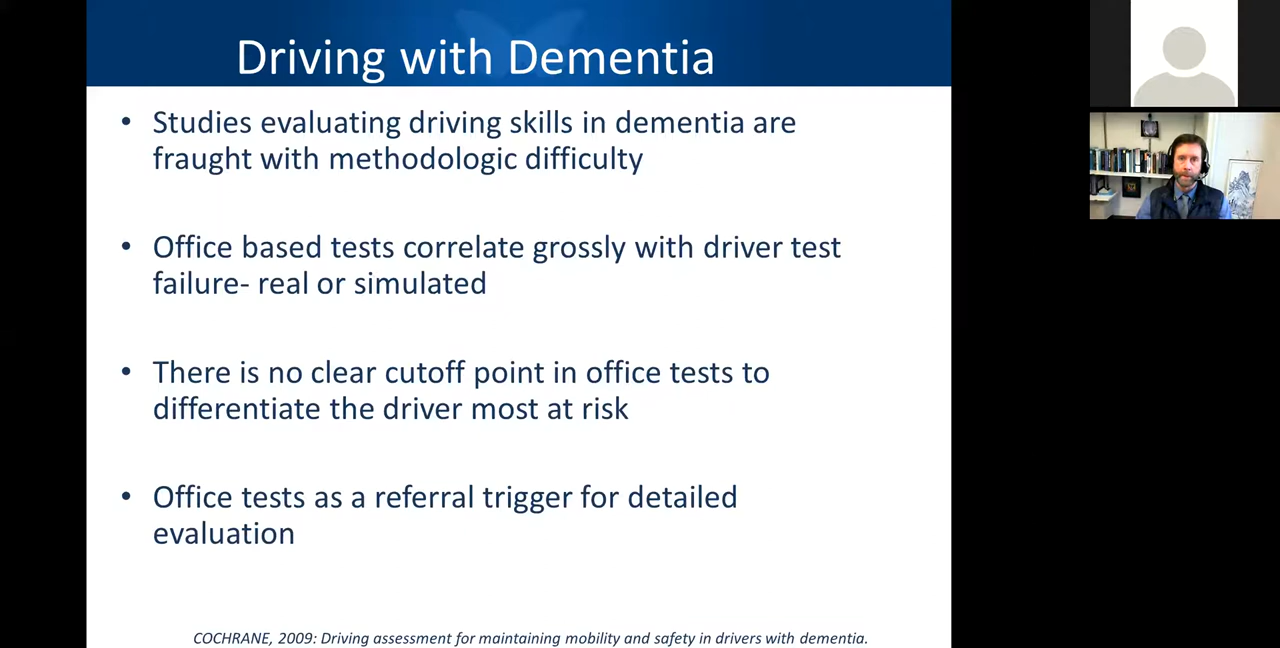 Driving with Dementia
• Studies evaluating driving skills in dementia are
fraught with methodologic difficulty
• Office based tests correlate grossly with driver test
failure- real or simulated
• There is no clear cutoff point in office tests to
differentiate the driver most at risk
• Office tests as a referral trigger for detailed
evaluation
COCHRANE, 2009: Driving assessment for maintaining mobility and safety in drivers with dementia.